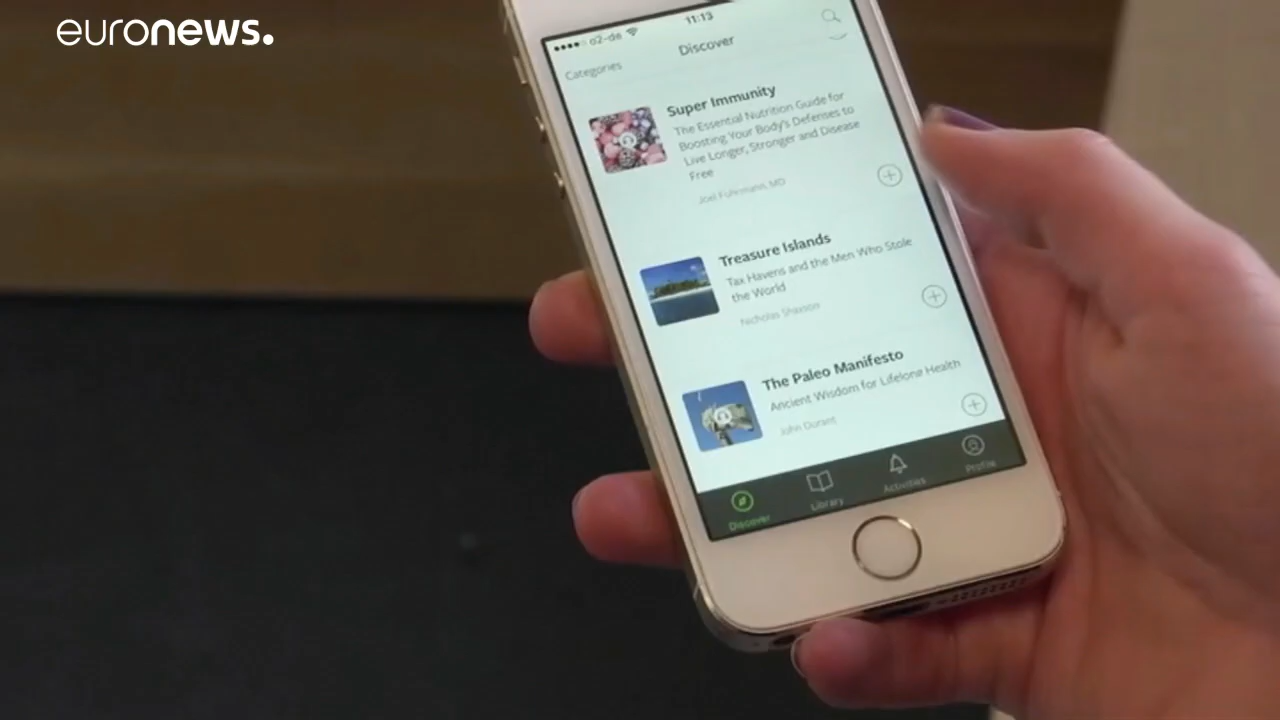 euronews.
o2-de
11:13
Categories
Discover
Super Immunity
The Essential Nutrition Guide for
Boosting Your Body's Defenses to
Live Longer, Stronger and Disease
Free
Joel Fuhrmann, MD
Treasure Islands
Tax Havens and the Men Who Stole
the World
Nicholas Shaxson
The Paleo Manifesto
Ancient Wisdom for Lifelong Health
John Durant
Discover
Library
Activities
Profile